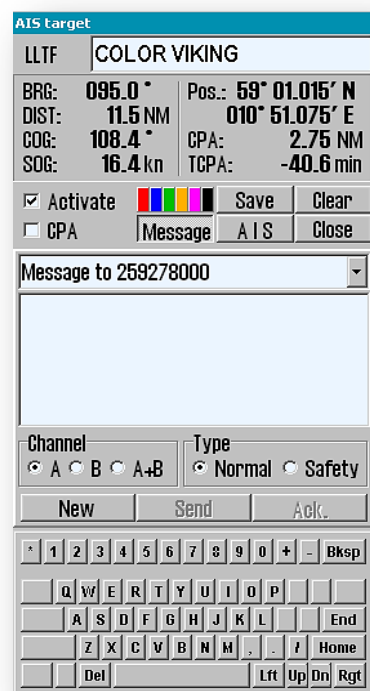 AIS target
LLTF COLOR VIKING
BRG: 095.0 ° Pos.: 59° 01.015′ N
DIST: 11.5 NM 010° 51.075′ E
COG: 108.4 ° CPA: 2.75 NM
SOG: 16.4 kn TCPA: -40.6 min
Activate Save Clear
CPA Message AIS Close
Message to 259278000
Channel Type
A B A+B Normal Safety
New Send Ack.
* 1 2 3 4 5 6 7 8 9 0 + - Bksp
Q W E R T Y U I O P
A S D F G H J K L End
Z X C V B N M , . / Home
Del Lft Up Dn Rgt